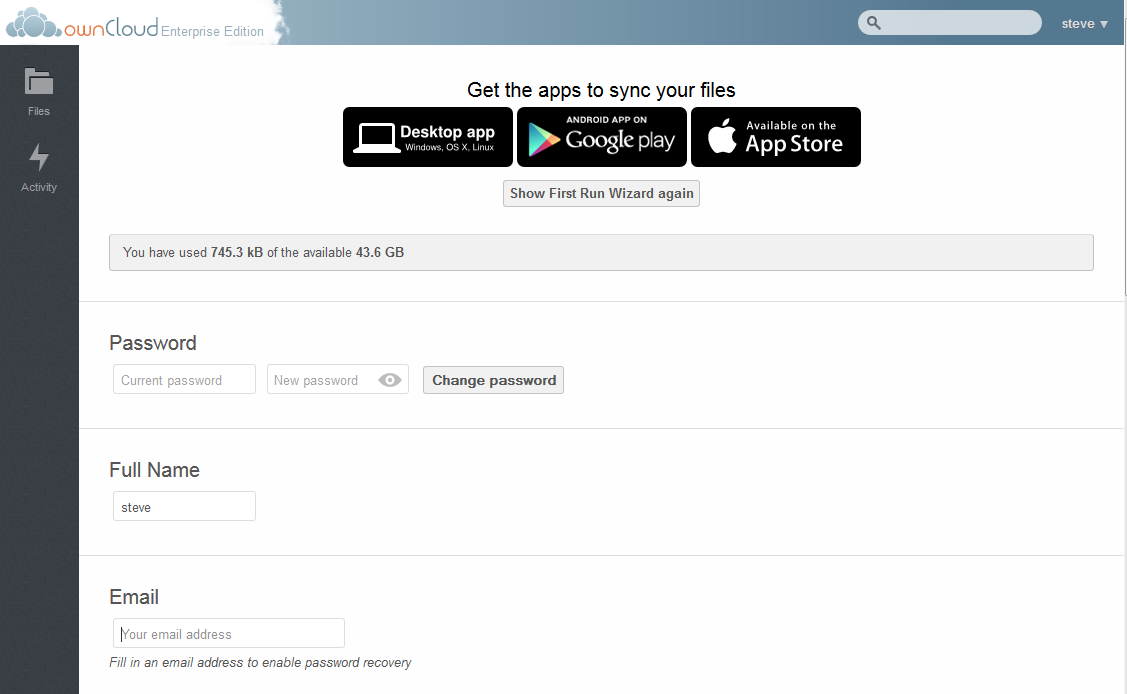 ownCloud Enterprise Edition
steve ▼
Files
Activity
Get the apps to sync your files
Desktop app
Windows, OS X, Linux
ANDROID APP ON
Google play
Available on the
App Store
Show First Run Wizard again
You have used 745.3 kB of the available 43.6 GB
Password
Current password
New password
Change password
Full Name
steve
Email
Your email address
Fill in an email address to enable password recovery